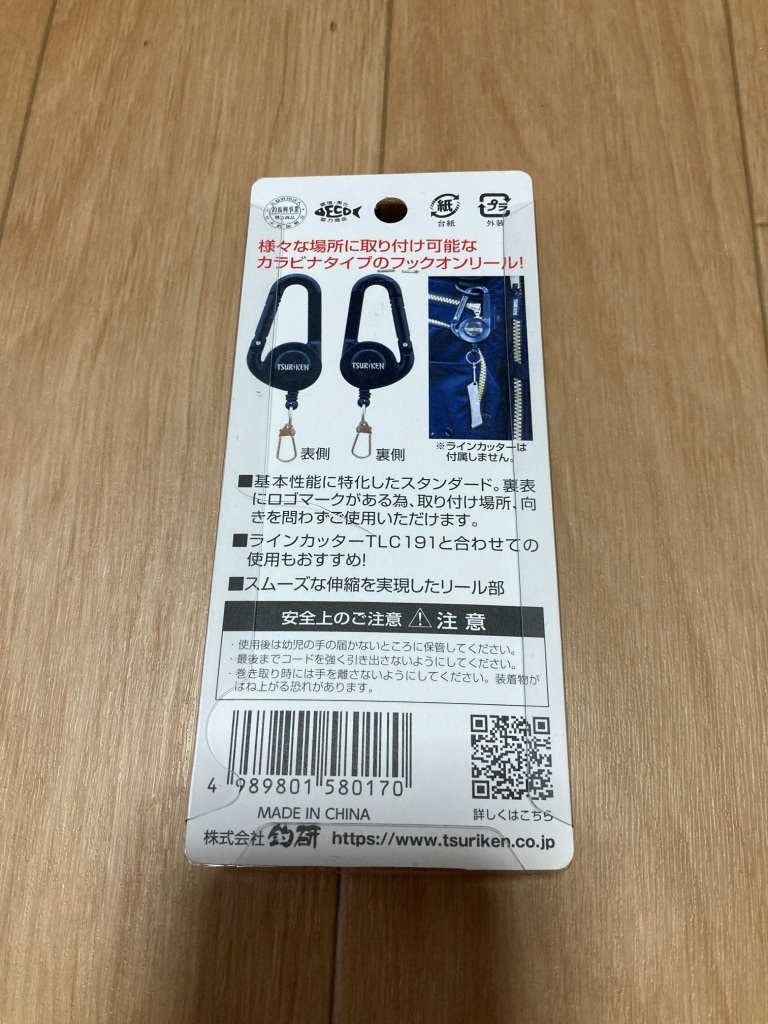 環境・美化
ECO
協力商品
紙
台紙
プラ
外装
様々な場所に取り付け可能な
カラビナタイプのフックオンリール!
TSURiKEN
TSURiKEN
表側
裏側
※ラインカッターは
付属しません。
■基本性能に特化したスタンダード。裏表
にロゴマークがある為、取り付け場所、向
きを問わずご使用いただけます。
■ラインカッターTLC191と合わせての
使用もおすすめ!
■スムーズな伸縮を実現したリール部
安全上のご注意 ⚠ 注意
・使用後は幼児の手の届かないところに保管してください。
・最後までコードを強く引き出さないようにしてください。
・巻き取り時には手を離さないようにしてください。装着物が
はね上がる恐れがあります。
4 989801 580170
詳しくはこちら
MADE IN CHINA
株式会社 釣研 https://www.tsuriken.co.jp